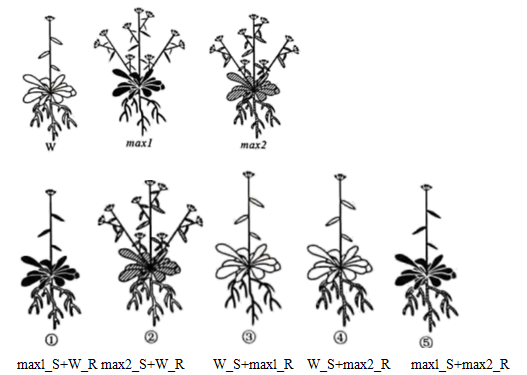 W max1 max2
① ② ③ ④ ⑤
max1_S+W_R max2_S+W_R W_S+max1_R W_S+max2_R max1_S+max2_R